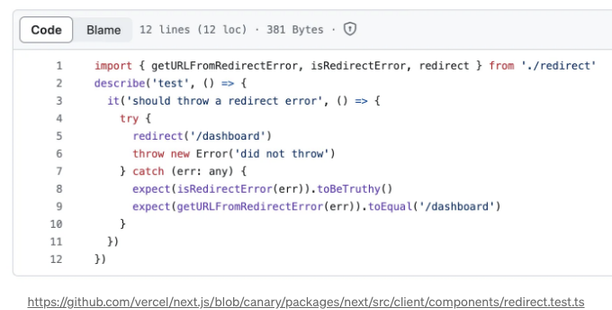 Code Blame 12 lines (12 loc) · 381 Bytes ·
1 import { getURLFromRedirectError, isRedirectError, redirect } from './redirect'
2 describe('test', () => {
3 it('should throw a redirect error', () => {
4 try {
5 redirect('/dashboard')
6 throw new Error('did not throw')
7 } catch (err: any) {
8 expect(isRedirectError(err)).toBeTruthy()
9 expect(getURLFromRedirectError(err)).toEqual('/dashboard')
10 }
11 })
12 })
https://github.com/vercel/next.js/blob/canary/packages/next/src/client/components/redirect.test.ts